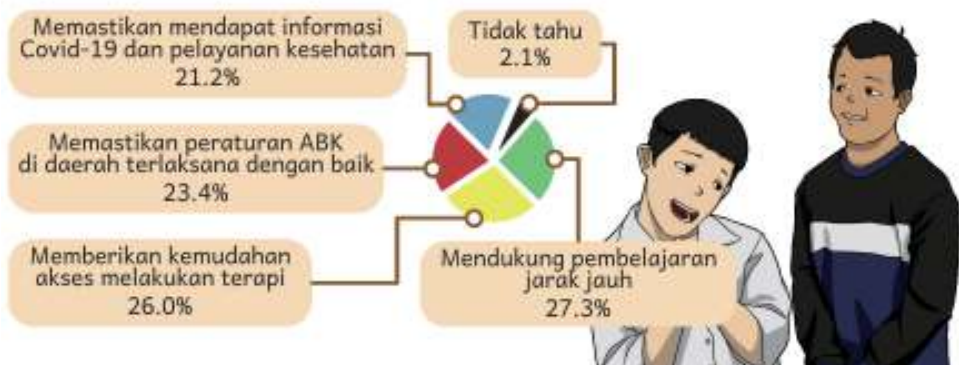 Memastikan mendapat informasi
Covid-19 dan pelayanan kesehatan
21.2%
Tidak tahu
2.1%
Memastikan peraturan ABK
di daerah terlaksana dengan baik
23.4%
Memberikan kemudahan
akses melakukan terapi
26.0%
Mendukung pembelajaran
jarak jauh
27.3%